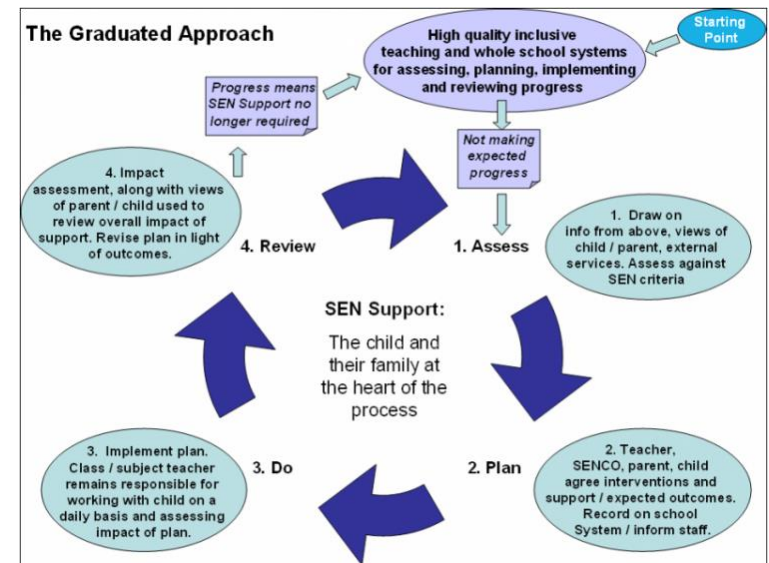 The Graduated Approach
Starting
Point
High quality inclusive
teaching and whole school systems
for assessing, planning, implementing
and reviewing progress
Progress means
SEN Support no
longer required
Not making
expected
progress
4. Impact
assessment, along with views
of parent / child used to
review overall impact of
support. Revise plan in light
of outcomes.
4. Review
1. Assess
1. Draw on
info from above, views of
child / parent, external
services. Assess against
SEN criteria
SEN Support:
The child and
their family at
the heart of the
process
3. Implement plan.
Class / subject teacher
remains responsible for
working with child on a
daily basis and assessing
impact of plan.
3. Do
2. Plan
2. Teacher,
SENCO, parent, child
agree interventions and
support / expected outcomes.
Record on school
System / inform staff.